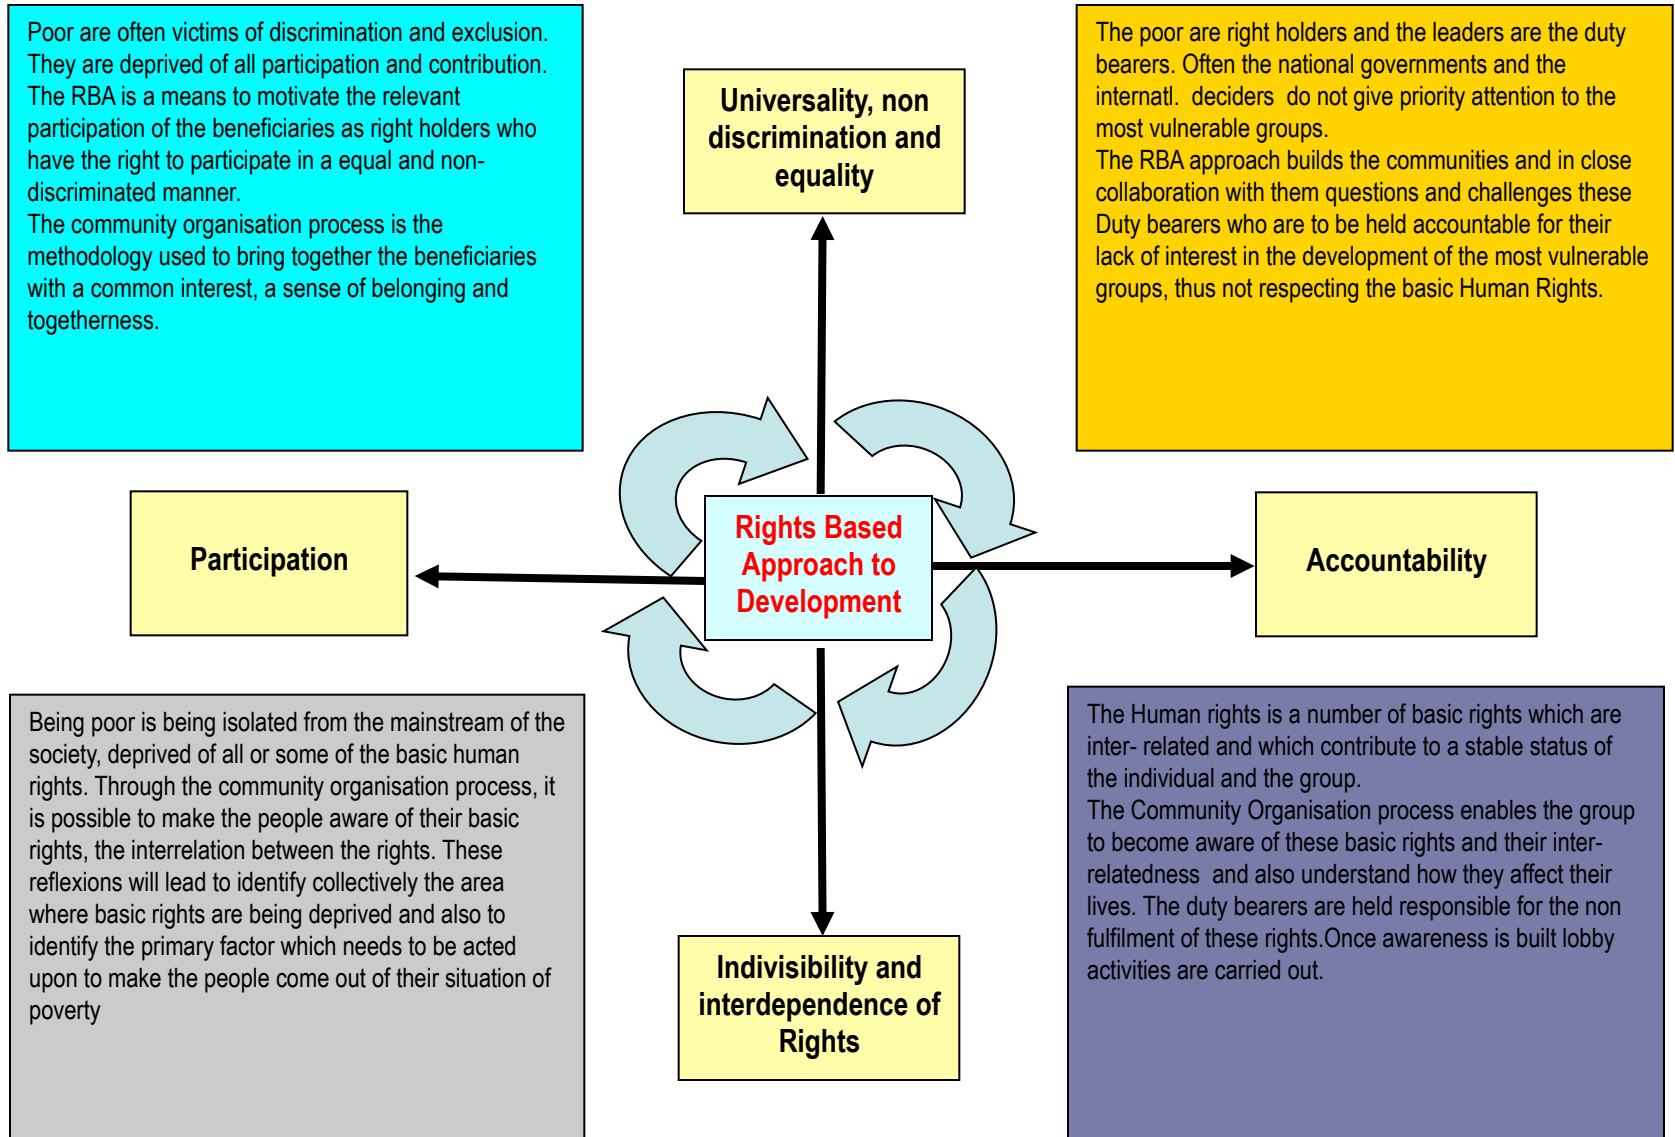 Poor are often victims of discrimination and exclusion.
They are deprived of all participation and contribution.
The RBA is a means to motivate the relevant
participation of the beneficiaries as right holders who
have the right to participate in a equal and non-
discriminated manner.
The community organisation process is the
methodology used to bring together the beneficiaries
with a common interest, a sense of belonging and
togetherness.
Universality, non
discrimination and
equality
The poor are right holders and the leaders are the duty
bearers. Often the national governments and the
internatl.  deciders  do not give priority attention to the
most vulnerable groups.
The RBA approach builds the communities and in close
collaboration with them questions and challenges these
Duty bearers who are to be held accountable for their
lack of interest in the development of the most vulnerable
groups, thus not respecting the basic Human Rights.
Participation
Rights Based
Approach to
Development
Accountability
Being poor is being isolated from the mainstream of the
society, deprived of all or some of the basic human
rights. Through the community organisation process, it
is possible to make the people aware of their basic
rights, the interrelation between the rights. These
reflexions will lead to identify collectively the area
where basic rights are being deprived and also to
identify the primary factor which needs to be acted
upon to make the people come out of their situation of
poverty
Indivisibility and
interdependence of
Rights
The Human rights is a number of basic rights which are
inter- related and which contribute to a stable status of
the individual and the group.
The Community Organisation process enables the group
to become aware of these basic rights and their inter-
relatedness  and also understand how they affect their
lives. The duty bearers are held responsible for the non
fulfilment of these rights.Once awareness is built lobby
activities are carried out.